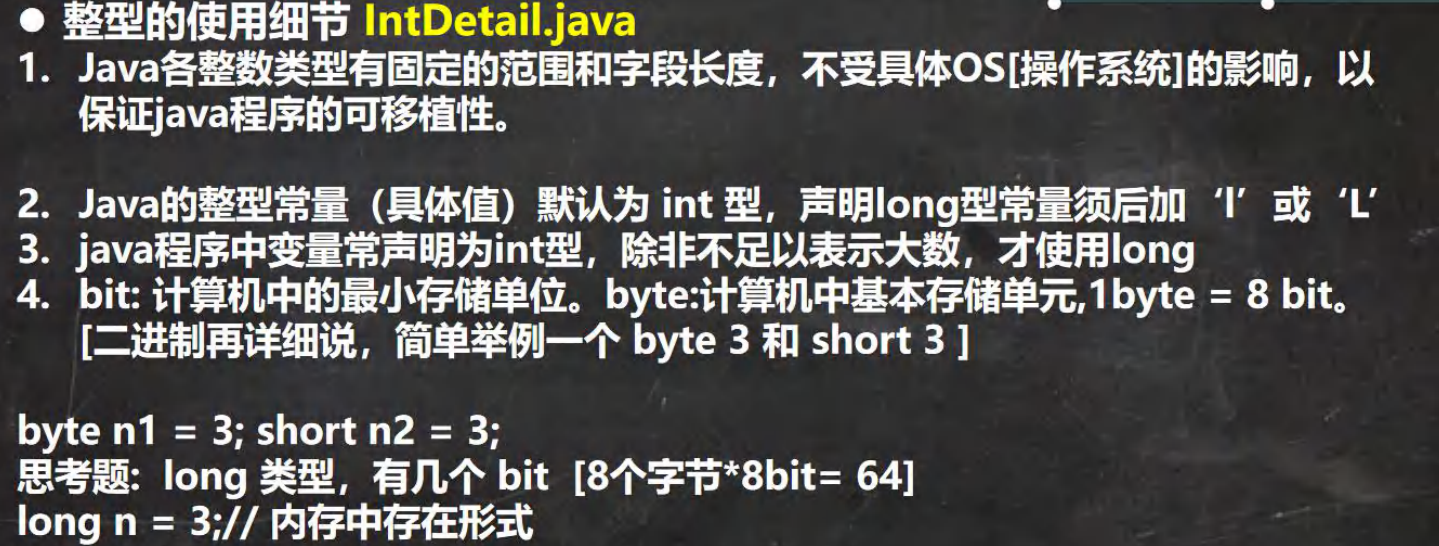 ● 整型的使用细节 IntDetail.java
1. Java各整数类型有固定的范围和字段长度，不受具体OS[操作系统]的影响，以
保证java程序的可移植性。
2. Java的整型常量（具体值）默认为 int 型，声明long型常量须后加‘l’或‘L’
3. java程序中变量常声明为int型，除非不足以表示大数，才使用long
4. bit: 计算机中的最小存储单位。byte:计算机中基本存储单元,1byte = 8 bit。
[二进制再详细说，简单举例一个 byte 3 和 short 3 ]
byte n1 = 3; short n2 = 3;
思考题: long 类型，有几个 bit [8个字节*8bit= 64]
long n = 3;// 内存中存在形式